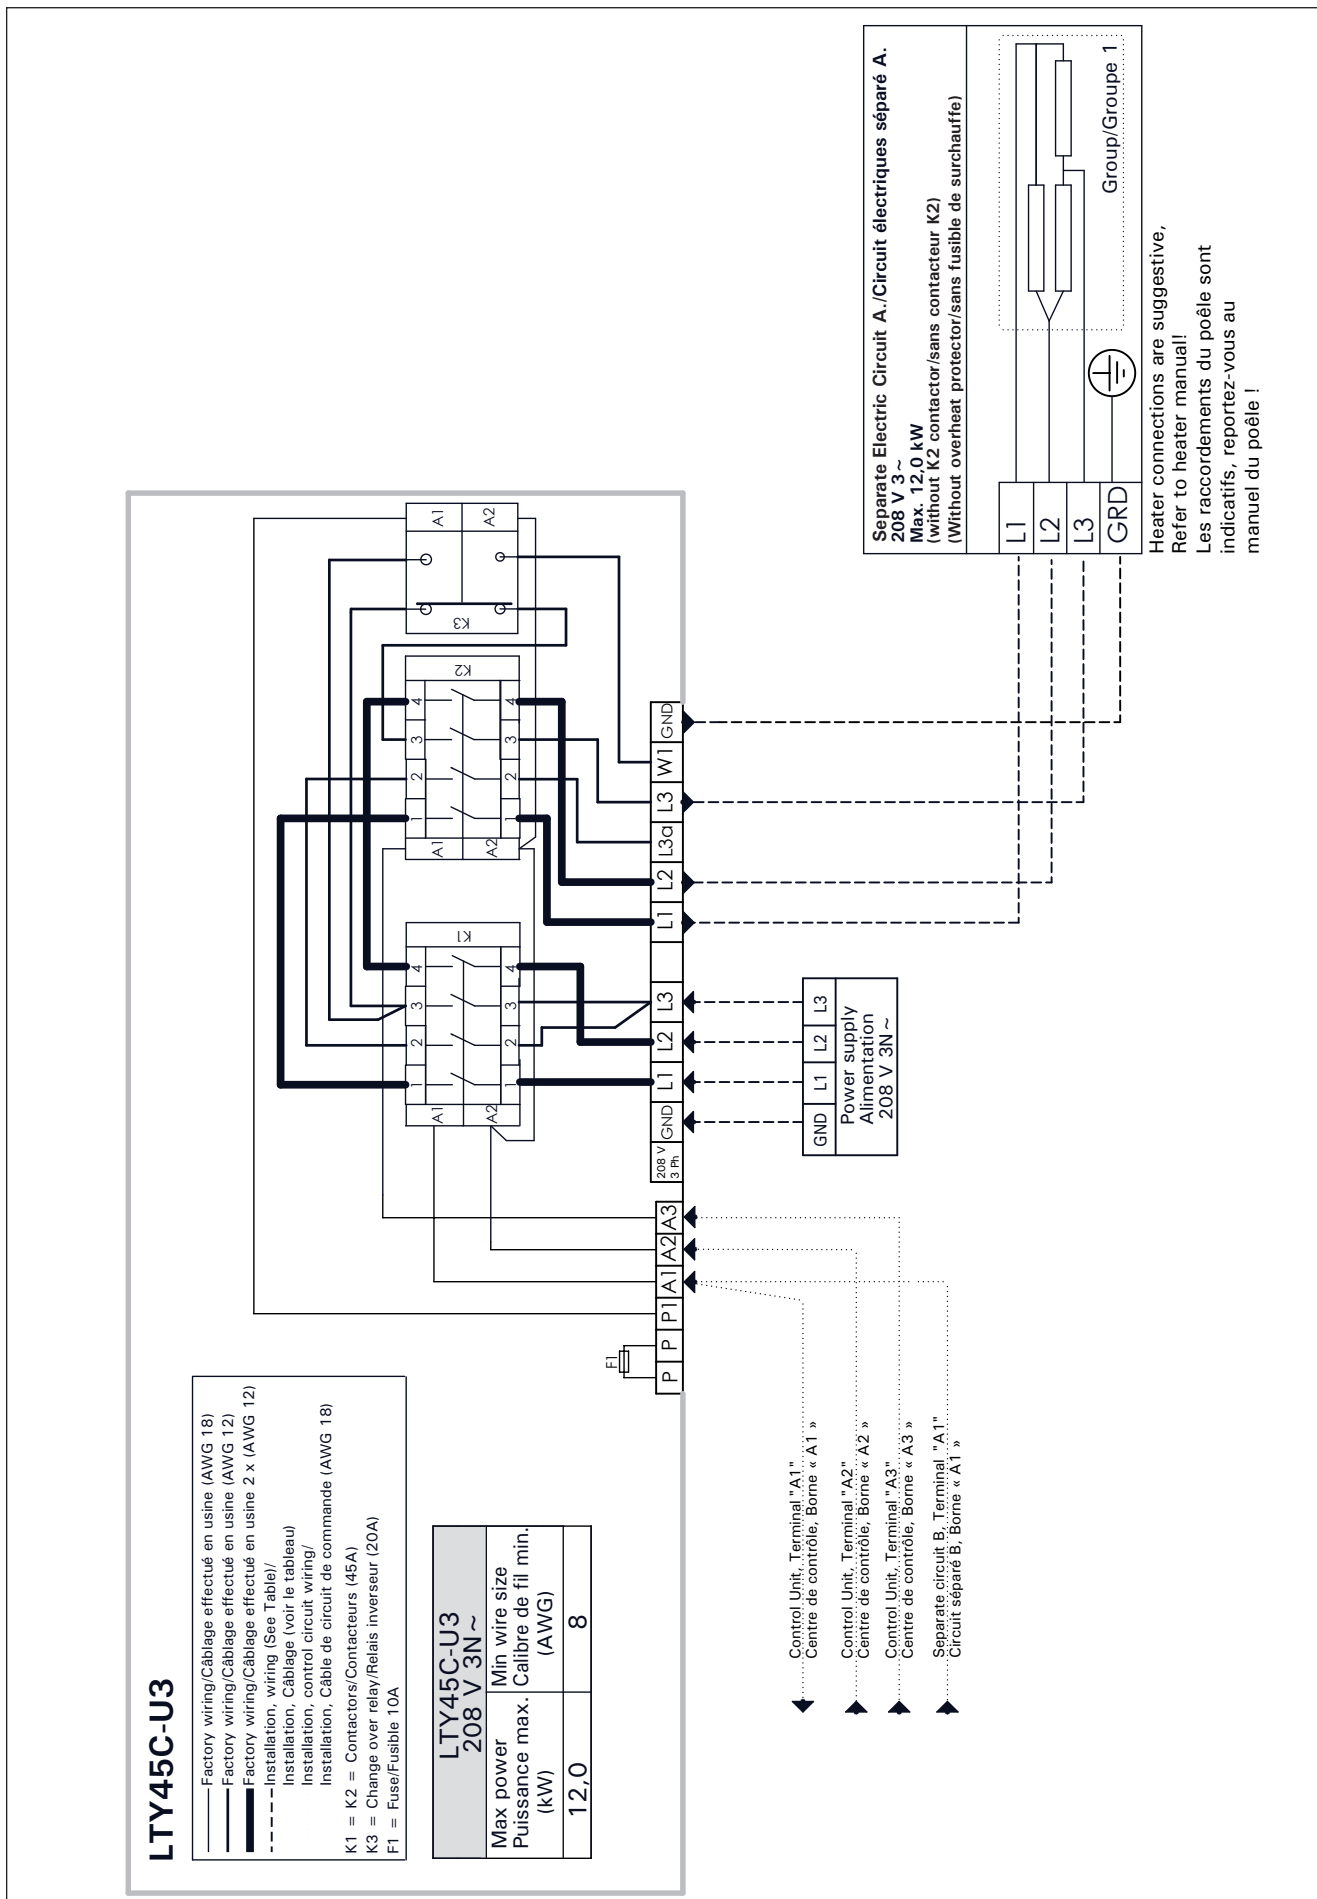 LTY45C-U3
Factory wiring/Câblage effectué en usine (AWG 18)
Factory wiring/Câblage effectué en usine (AWG 12)
Factory wiring/Câblage effectué en usine 2 x (AWG 12)
Installation, wiring (See Table)/
Installation, Câblage (voir le tableau)
Installation, control circuit wiring/
Installation, Câble de circuit de commande (AWG 18)
K1 = K2 = Contactors/Contacteurs (45A)
K3 = Change over relay/Relais inverseur (20A)
F1 = Fuse/Fusible 10A
LTY45C-U3
208 V 3N~
Max power
Puissance max.
(kW)
Min wire size
Calibre de fil min.
(AWG)
12,0
8
K1
A1
A2
1
2
3
4
1
2
3
4
K2
A1
A2
1
2
3
4
1
2
3
4
K3
A1
A2
F1
P
P
P1
A1
A2
A3
208 V
3 Ph
GND
L1
L2
L3
L1
L2
L3a
L3
W1
GND
GND
L1
L2
L3
Power supply
Alimentation
208 V 3N~
Control Unit, Terminal "A1"
Centre de contrôle, Borne « A1 »
Control Unit, Terminal "A2"
Centre de contrôle, Borne « A2 »
Control Unit, Terminal "A3"
Centre de contrôle, Borne « A3 »
Separate circuit B, Terminal "A1"
Circuit séparé B, Borne « A1 »
Separate Electric Circuit A./Circuit électriques séparé A.
208 V 3~
Max. 12,0 kW
(without K2 contactor/sans contacteur K2)
(Without overheat protector/sans fusible de surchauffe)
L1
L2
L3
GRD
Group/Groupe 1
Heater connections are suggestive,
Refer to heater manual!
Les raccordements du poêle sont
indicatifs, reportez-vous au
manuel du poêle !